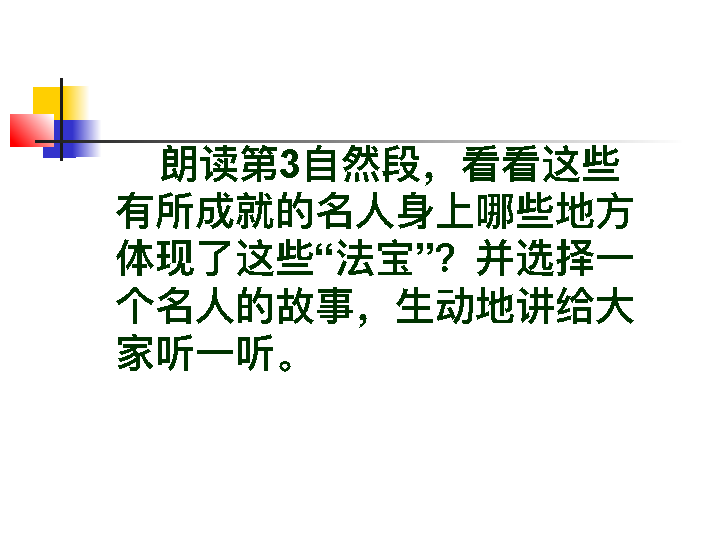 朗读第3自然段，看看这些
有所成就的名人身上哪些地方
体现了这些“法宝”？并选择一
个名人的故事，生动地讲给大
家听一听。